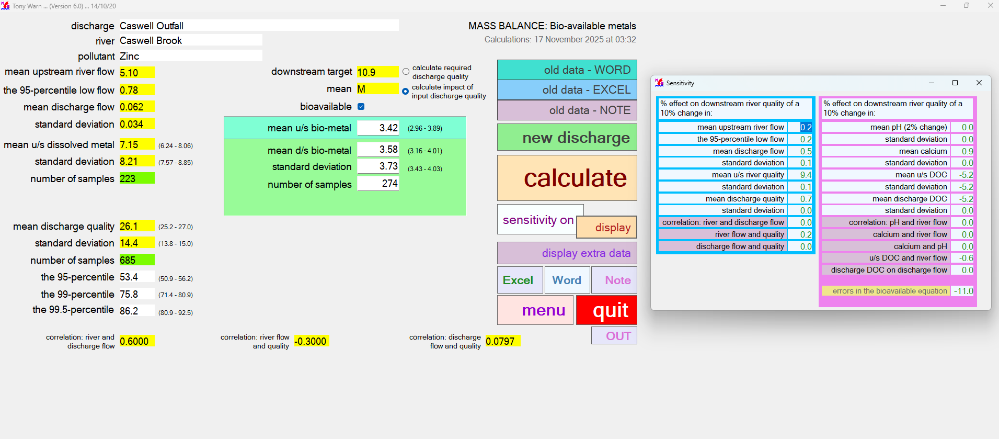 Tony Warn ... (Version 6.0) ... 14/10/20
discharge Caswell Outfall
river Caswell Brook
pollutant Zinc
MASS BALANCE: Bio-available metals
Calculations: 17 November 2025 at 03:32
mean upstream river flow 5.10
the 95-percentile low flow 0.78
mean discharge flow 0.062
standard deviation 0.034
mean u/s dissolved metal 7.15 (6.24 - 8.06)
standard deviation 8.21 (7.57 - 8.85)
number of samples 223
downstream target 10.9
mean M
bioavailable
calculate required
discharge quality
calculate impact of
input discharge quality
mean u/s bio-metal 3.42 (2.96 - 3.89)
mean d/s bio-metal 3.58 (3.16 - 4.01)
standard deviation 3.73 (3.43 - 4.03)
number of samples 274
mean discharge quality 26.1 (25.2 - 27.0)
standard deviation 14.4 (13.8 - 15.0)
number of samples 685
the 95-percentile 53.4 (50.9 - 56.2)
the 99-percentile 75.8 (71.4 - 80.9)
the 99.5-percentile 86.2 (80.9 - 92.5)
correlation: river and
discharge flow 0.6000
correlation: river flow
and quality -0.3000
correlation: discharge
flow and quality 0.0797
old data - WORD
old data - EXCEL
old data - NOTE
new discharge
calculate
sensitivity on
display
display extra data
Excel Word Note
menu quit
OUT
Sensitivity
% effect on downstream river quality of a
10% change in:
mean upstream river flow 0.2
the 95-percentile low flow 0.2
mean discharge flow 0.5
standard deviation 0.1
mean u/s river quality 9.4
standard deviation 0.1
mean discharge quality 0.7
standard deviation 0.0
correlation: river and discharge flow 0.0
river flow and quality 0.2
discharge flow and quality 0.0
% effect on downstream river quality of a
10% change in:
mean pH (2% change) 0.0
standard deviation 0.0
mean calcium 0.9
standard deviation 0.0
mean u/s DOC -5.2
standard deviation -5.2
mean discharge DOC -5.2
standard deviation 0.0
correlation: pH and river flow 0.0
calcium and river flow 0.0
calcium and pH 0.0
u/s DOC and river flow -0.6
discharge DOC on discharge flow 0.0
errors in the bioavailable equation -11.0